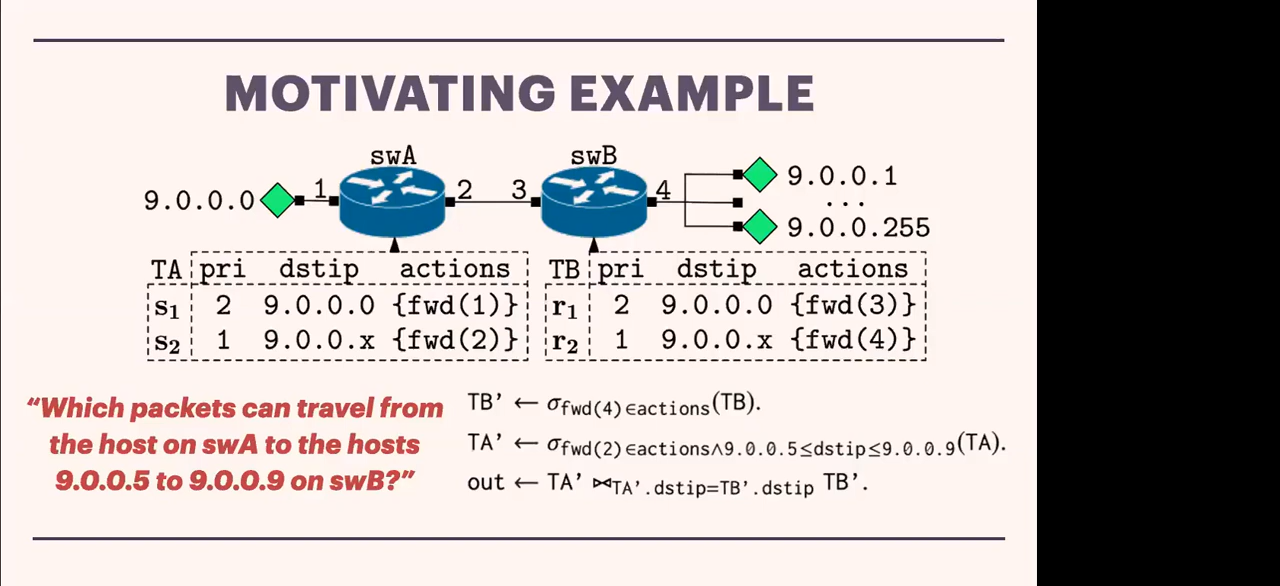 MOTIVATING EXAMPLE
swA swB
9.0.0.0 1 2 3 4 9.0.0.1
...
9.0.0.255
TA pri dstip actions
s₁ 2 9.0.0.0 {fwd(1)}
s₂ 1 9.0.0.x {fwd(2)}
TB pri dstip actions
r₁ 2 9.0.0.0 {fwd(3)}
r₂ 1 9.0.0.x {fwd(4)}
“Which packets can travel from
the host on swA to the hosts
9.0.0.5 to 9.0.0.9 on swB?”
TB’ ← σfwd(4)∈actions(TB).
TA’ ← σfwd(2)∈actions∧9.0.0.5≤dstip≤9.0.0.9(TA).
out ← TA’ ⋈TA’.dstip=TB’.dstip TB’.